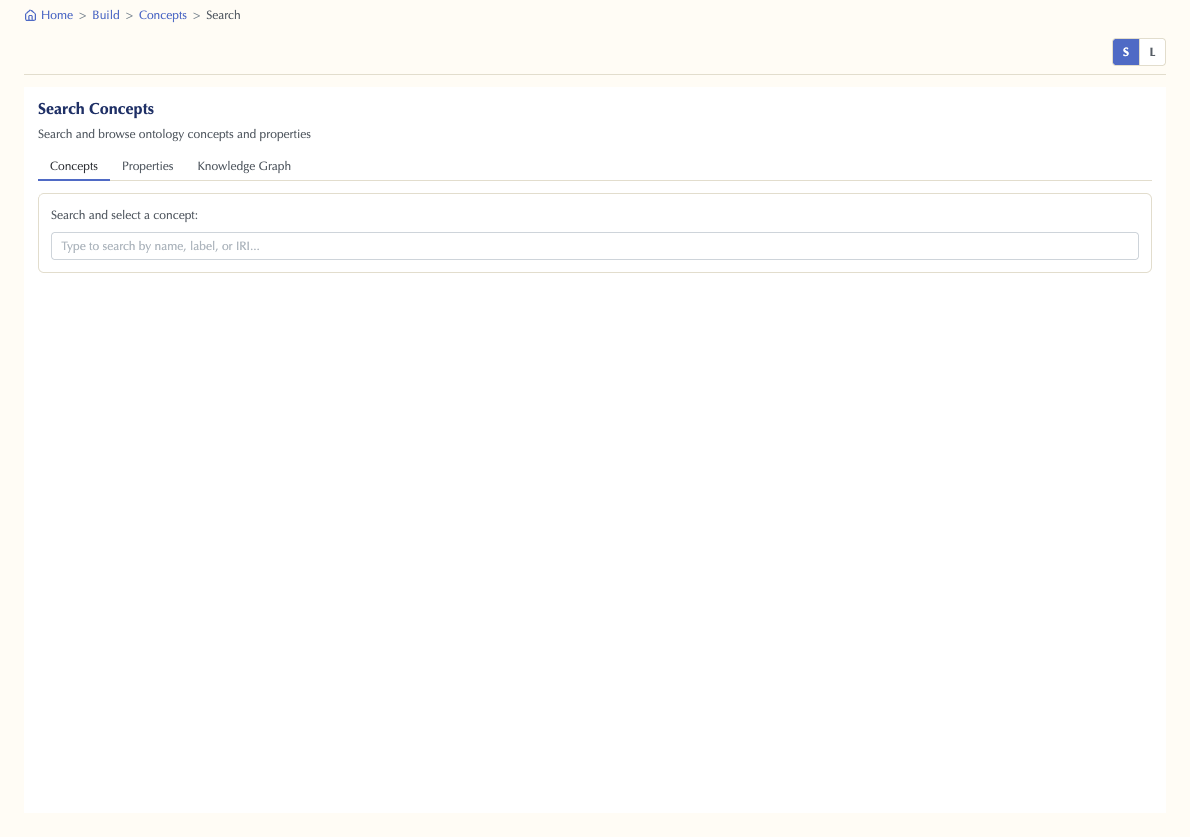 Home > Build > Concepts > Search
S L
Search Concepts
Search and browse ontology concepts and properties
Concepts Properties Knowledge Graph
Search and select a concept:
Type to search by name, label, or IRI...